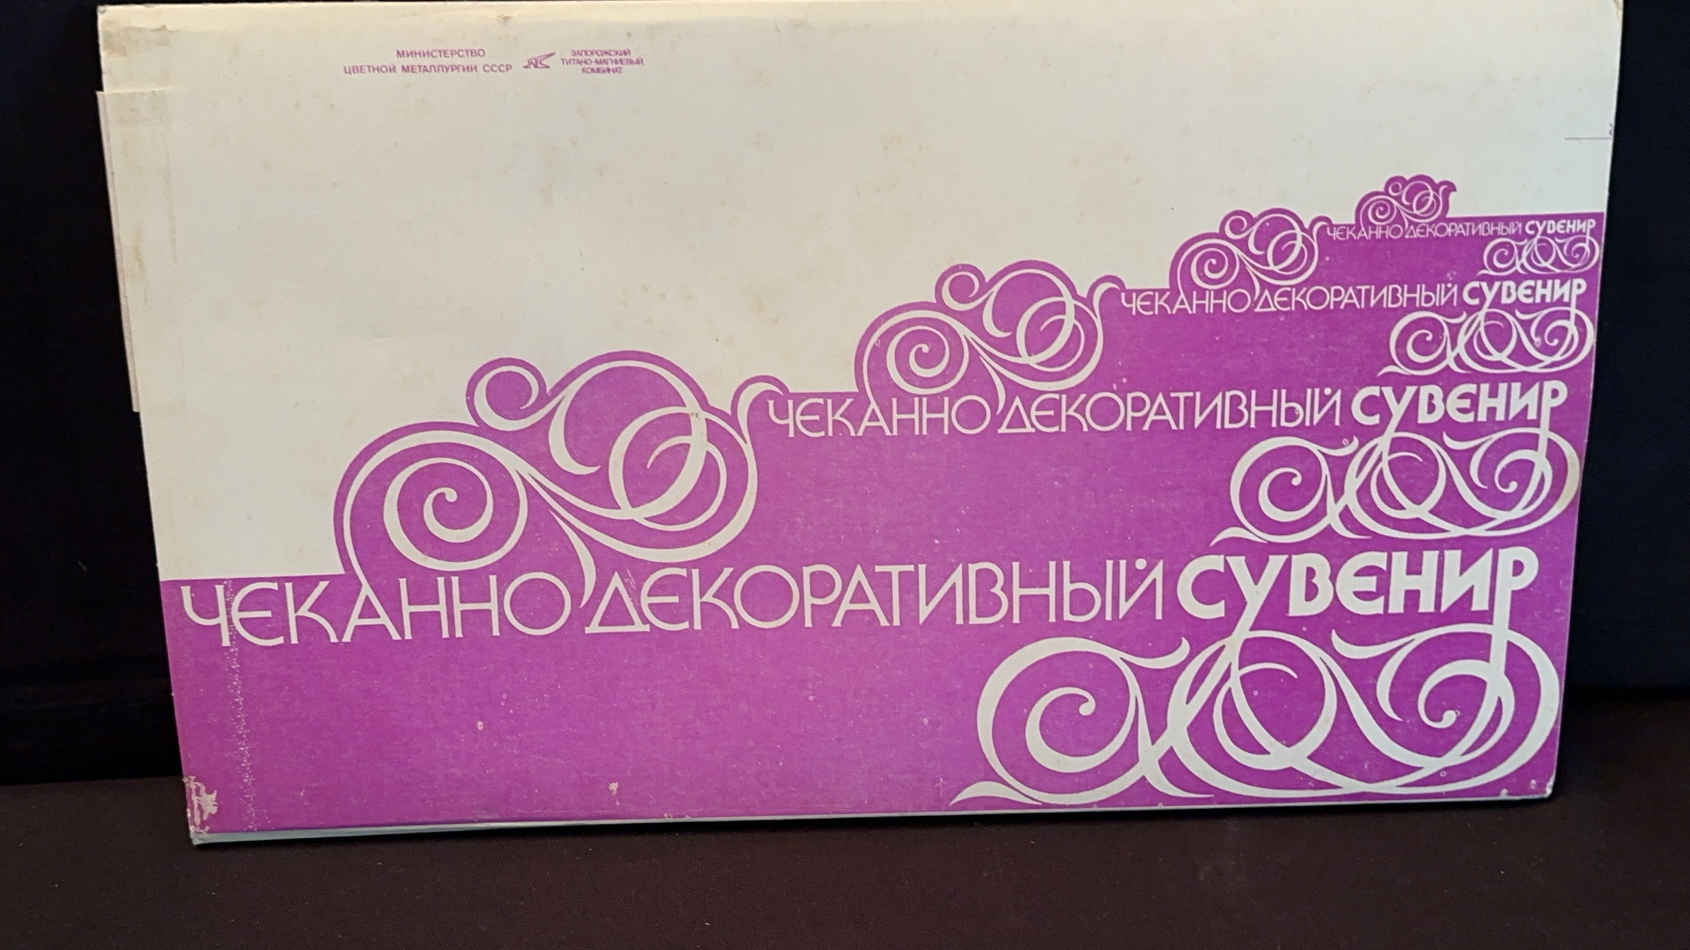 МИНИСТЕРСТВО
ЦВЕТНОЙ МЕТАЛЛУРГИИ СССР
ЗАПОРОЖСКИЙ
ТИТАНО-МАГНИЕВЫЙ
КОМБИНАТ
ЧЕКАННО ДЕКОРАТИВНЫЙ СУВЕНИР
ЧЕКАННО ДЕКОРАТИВНЫЙ СУВЕНИР
ЧЕКАННО ДЕКОРАТИВНЫЙ СУВЕНИР
ЧЕКАННО ДЕКОРАТИВНЫЙ СУВЕНИР